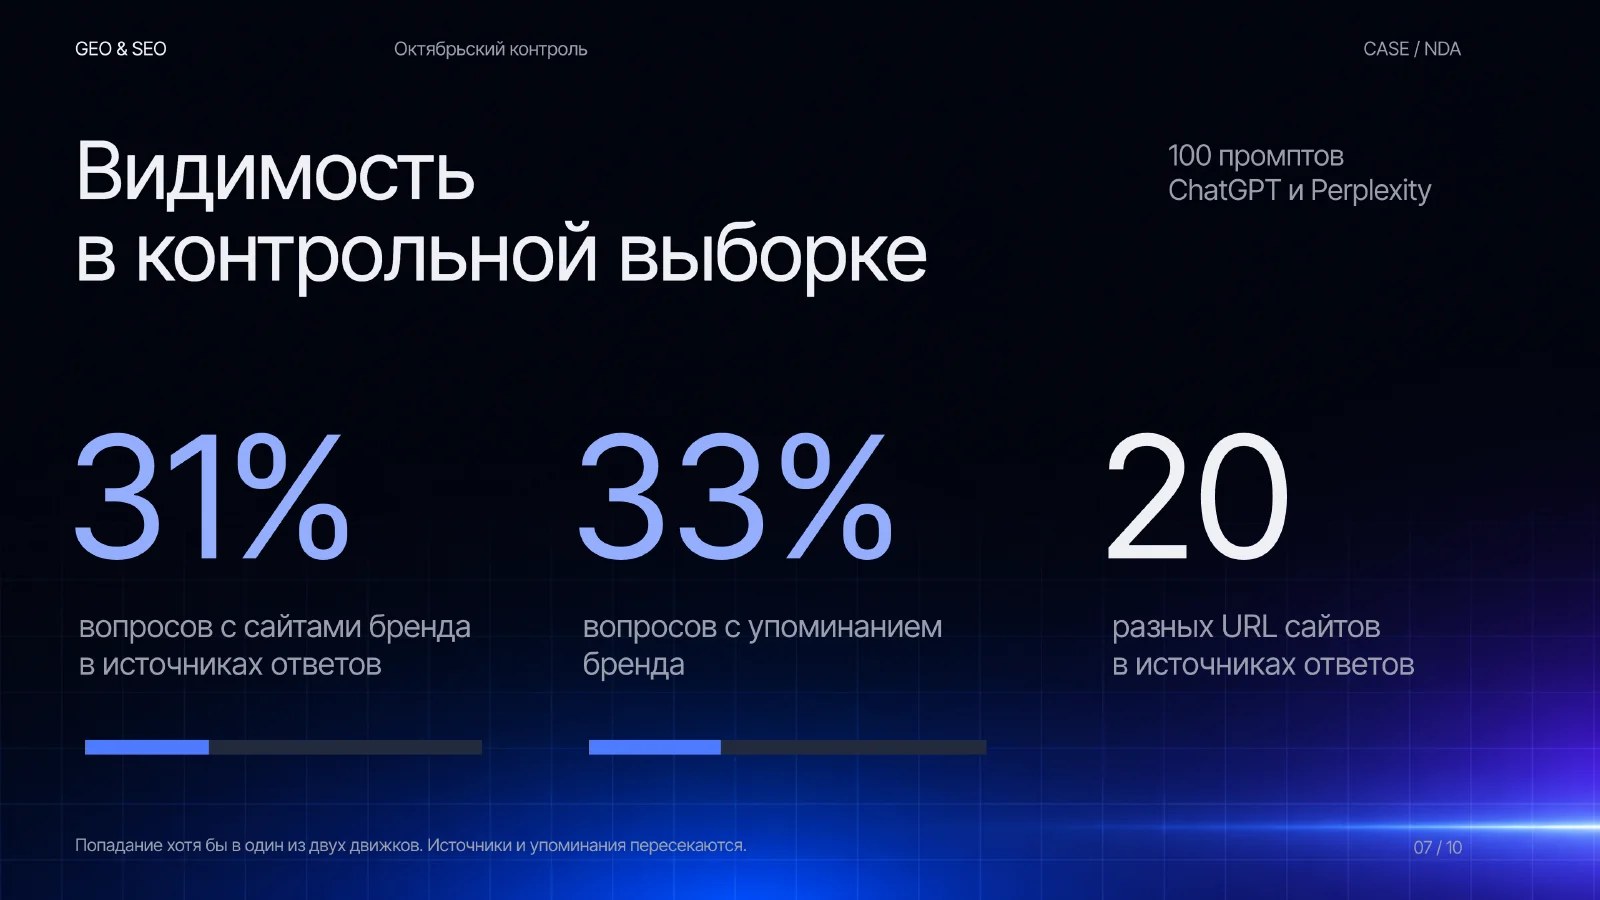 GEO & SEO
Октябрьский контроль
CASE / NDA
Видимость
в контрольной выборке
100 промптов
ChatGPT и Perplexity
31%
вопросов с сайтами бренда
в источниках ответов
33%
вопросов с упоминанием
бренда
20
разных URL сайтов
в источниках ответов
Попадание хотя бы в один из двух движков. Источники и упоминания пересекаются.
07 / 10